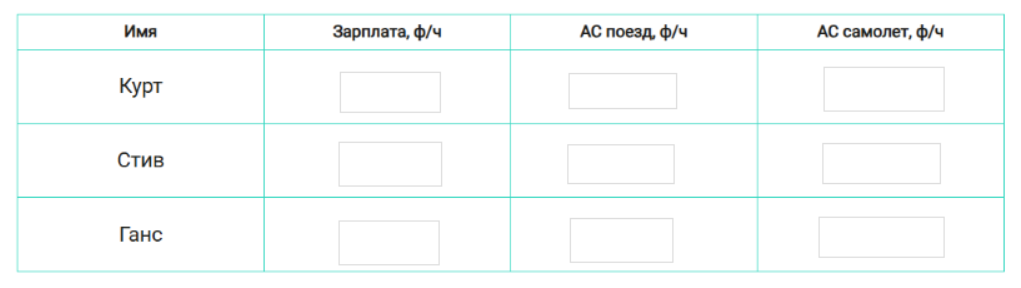 Имя Зарплата, ф/ч АС поезд, ф/ч АС самолет, ф/ч
Курт
Стив
Ганс